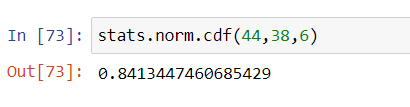 In [73]: stats.norm.cdf(44,38,6)
Out[73]: 0.8413447460685429